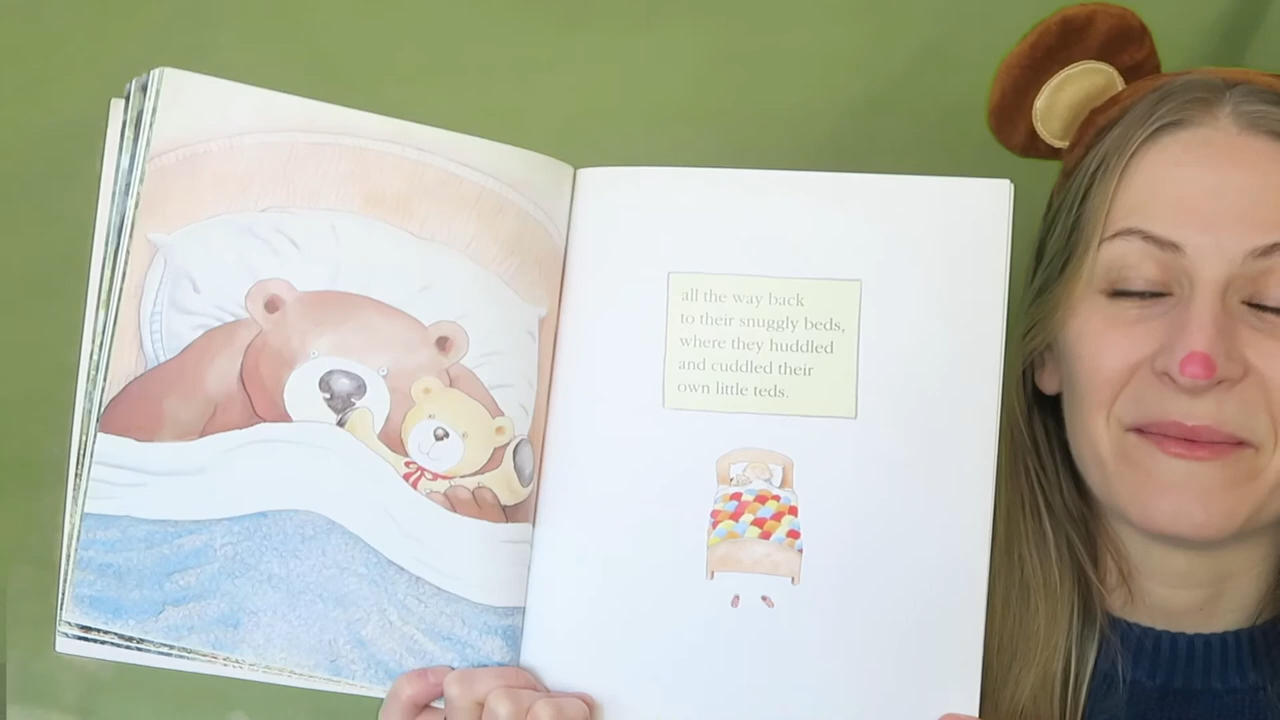 all the way back
to their snuggly beds,
where they huddled
and cuddled their
own little teds.